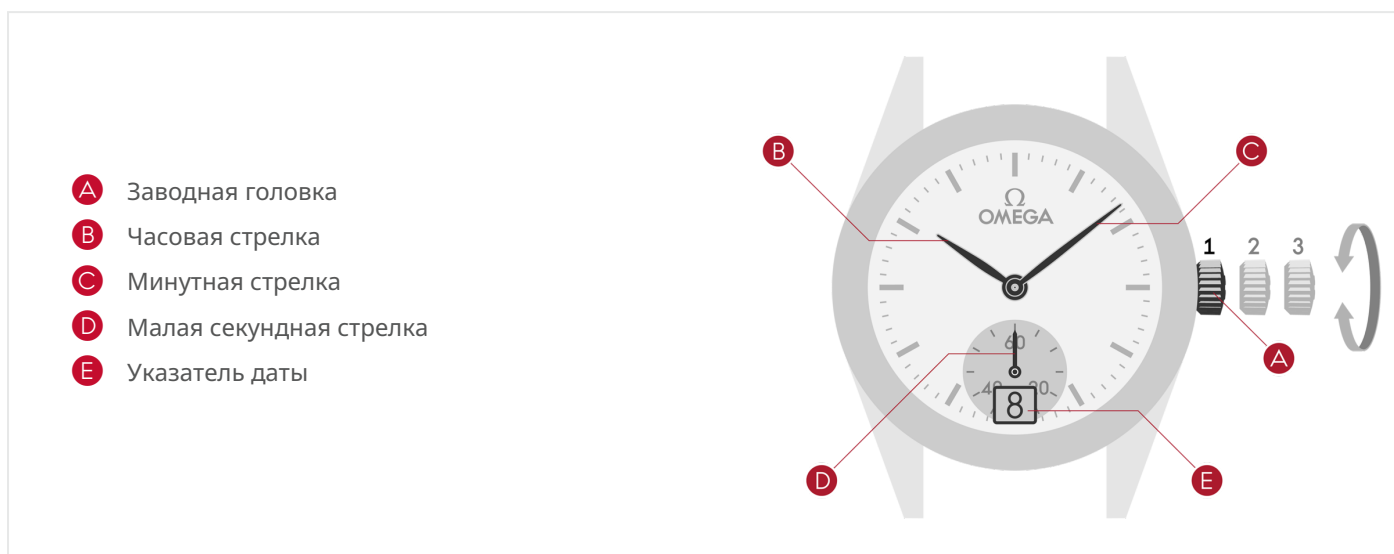 A Заводная головка
B Часовая стрелка
C Минутная стрелка
D Малая секундная стрелка
E Указатель даты
B
C
Ω
OMEGA
1 2 3
60
A
40 20
8
D
E